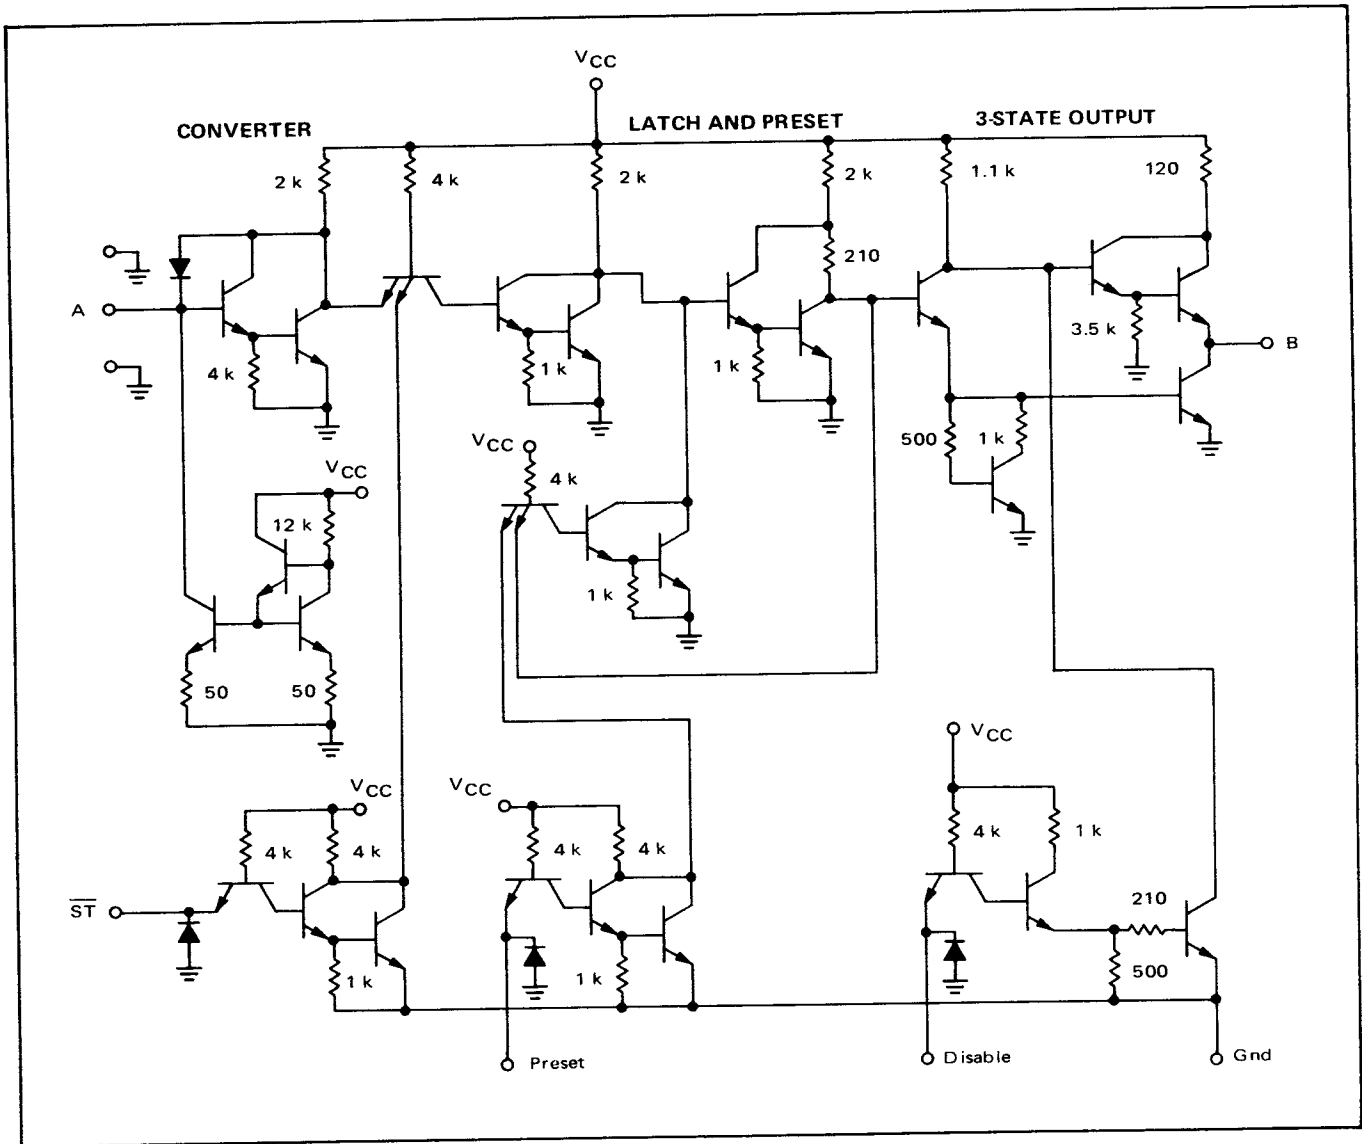 VCC
CONVERTER
LATCH AND PRESET
3-STATE OUTPUT
2 k
4 k
2 k
2 k
1.1 k
120
210
A
4 k
1 k
1 k
3.5 k
B
VCC
4 k
500
1 k
VCC
12 k
1 k
50
50
VCC
VCC
VCC
4 k
4 k
4 k
4 k
4 k
1 k
ST
210
1 k
1 k
500
Preset
Disable
Gnd